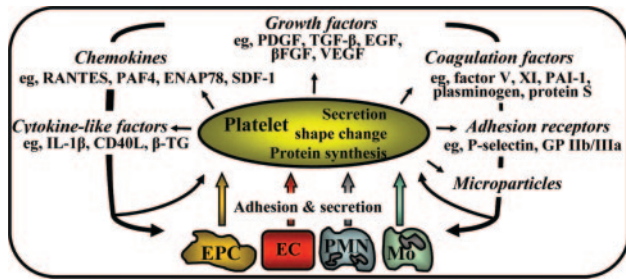 Growth factors
eg, PDGF, TGF-β, EGF,
βFGF, VEGF
Chemokines
eg, RANTES, PAF4, ENAP78, SDF-1
Coagulation factors
eg, factor V, XI, PAI-1,
plasminogen, protein S
Cytokine-like factors
eg, IL-1β, CD40L, β-TG
Platelet
Secretion
shape change
Protein synthesis
Adhesion receptors
eg, P-selectin, GP IIb/IIIa
Microparticles
Adhesion & secretion
EPC
EC
PMN
Mo